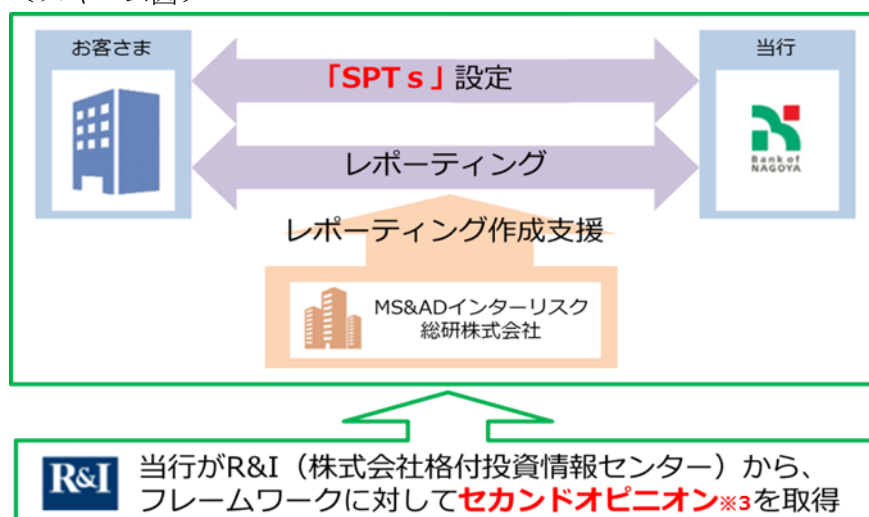 お客さま
当行
「SPTs」設定
Bank of
NAGOYA
レポーティング
レポーティング作成支援
MS&ADインターリスク
総研株式会社
R&I
当行がR&I（株式会社格付投資情報センター）から、
フレームワークに対してセカンドオピニオン※3を取得